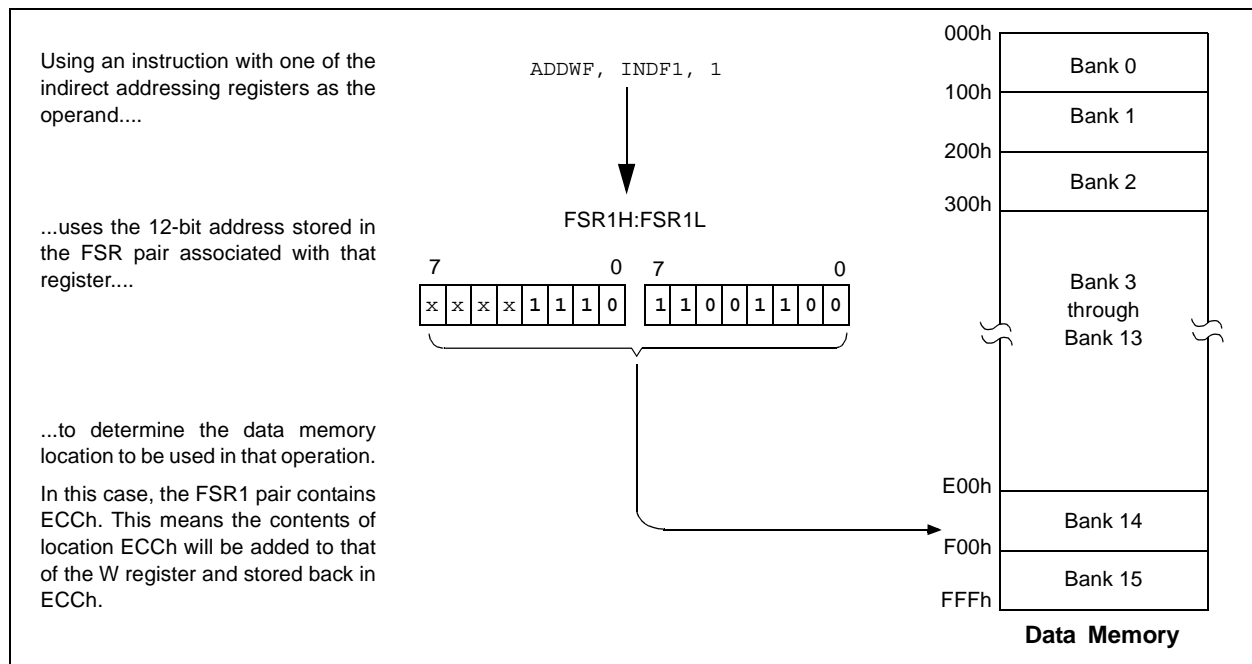 Using an instruction with one of the
indirect addressing registers as the
operand....
ADDWF, INDF1, 1
...uses the 12-bit address stored in
the FSR pair associated with that
register....
FSR1H:FSR1L
7 0 7 0
x x x x 1 1 1 0 1 1 0 0 1 1 0 0
...to determine the data memory
location to be used in that operation.
In this case, the FSR1 pair contains
ECCh. This means the contents of
location ECCh will be added to that
of the W register and stored back in
ECCh.
000h
Bank 0
100h
Bank 1
200h
Bank 2
300h
Bank 3
through
Bank 13
E00h
Bank 14
F00h
Bank 15
FFFh
Data Memory